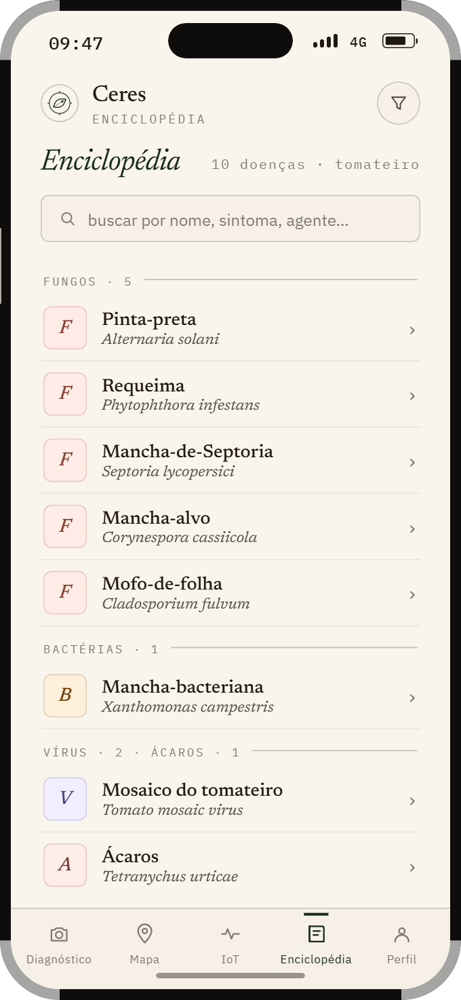 09:47
4G
Ceres
ENCICLOPÉDIA
Enciclopédia
10 doenças · tomateiro
buscar por nome, sintoma, agente...
FUNGOS · 5
F
Pinta-preta
Alternaria solani
F
Requeima
Phytophthora infestans
F
Mancha-de-Septoria
Septoria lycopersici
F
Mancha-alvo
Corynespora cassiicola
F
Mofo-de-folha
Cladosporium fulvum
BACTÉRIAS · 1
B
Mancha-bacteriana
Xanthomonas campestris
VÍRUS · 2 · ÁCAROS · 1
V
Mosaico do tomateiro
Tomato mosaic virus
A
Ácaros
Tetranychus urticae
Diagnóstico
Mapa
IoT
Enciclopédia
Perfil